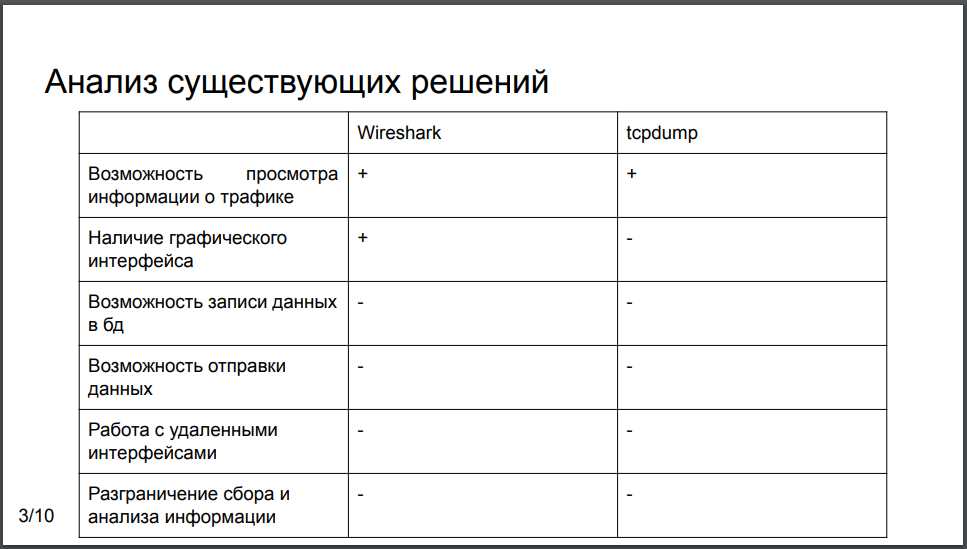 Анализ существующих решений
Wireshark tcpdump
Возможность просмотра + +
информации о трафике
Наличие графического + -
интерфейса
Возможность записи данных - -
в бд
Возможность отправки - -
данных
Работа с удаленными - -
интерфейсами
Разграничение сбора и - -
анализа информации
3/10